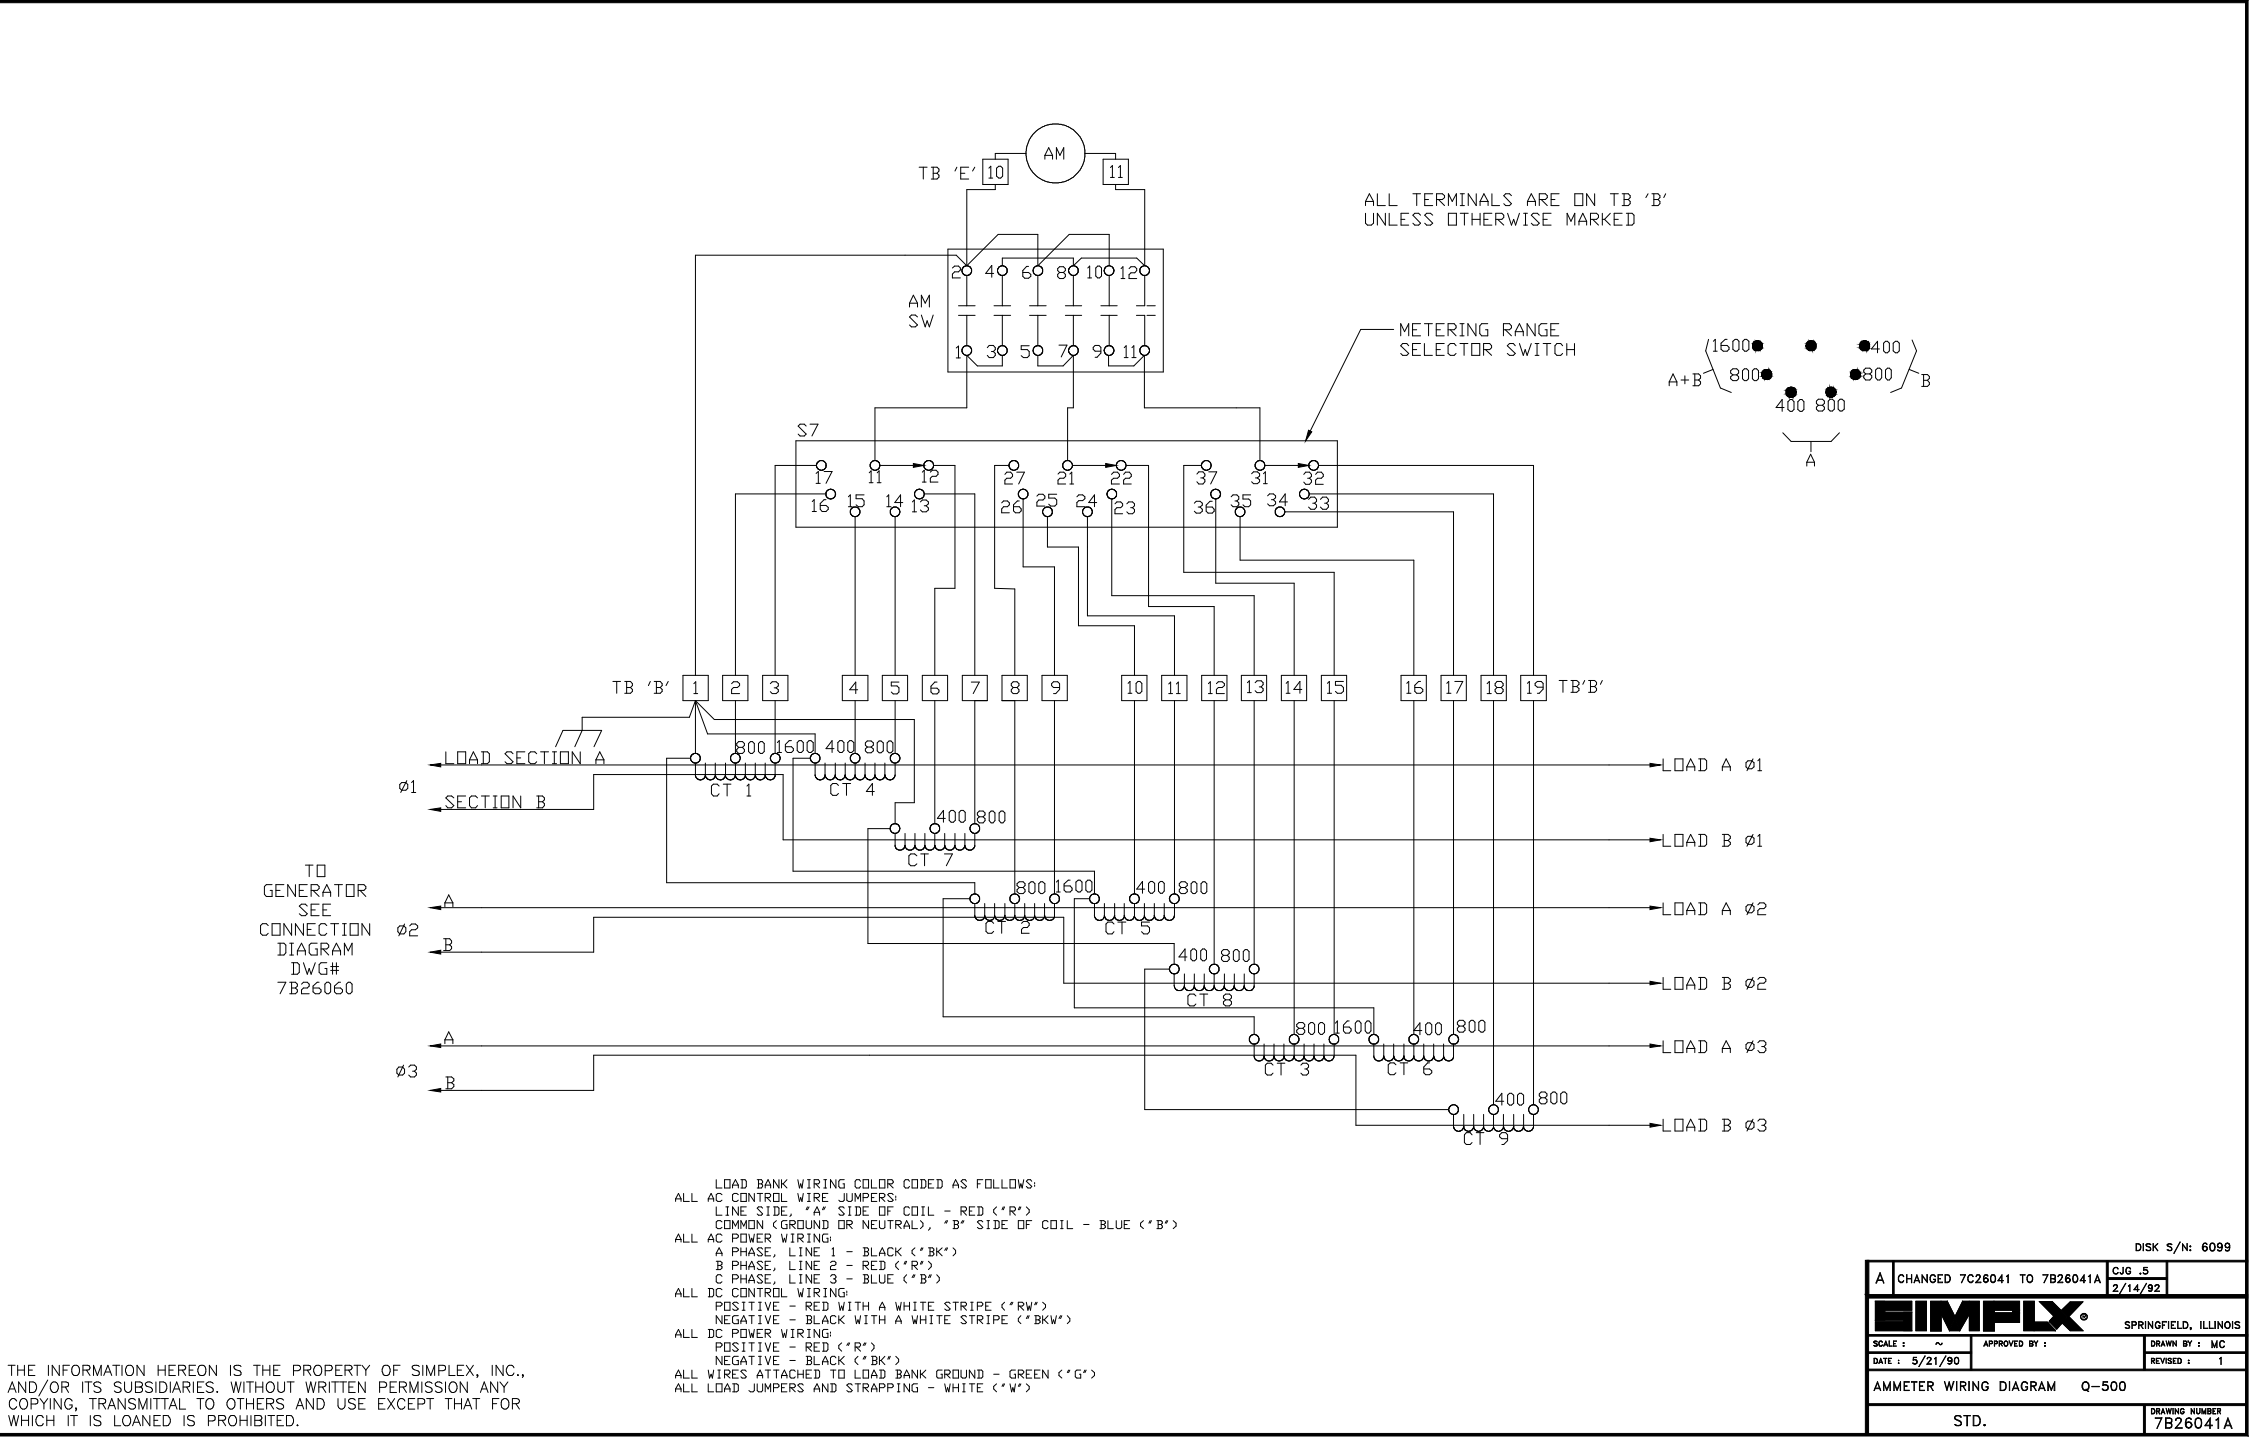 AM
TB 'E' 10 11
ALL TERMINALS ARE ON TB 'B'
UNLESS OTHERWISE MARKED
2 4 6 8 10 12
AM
SW
1 3 5 7 9 11
METERING RANGE
SELECTOR SWITCH
1600 400
A+B 800 800 B
400 800
A
S7
17 11 12 27 21 22 37 31 32
16 15 14 13 26 25 24 23 36 35 34 33
TB 'B' 1 2 3 4 5 6 7 8 9 10 11 12 13 14 15 16 17 18 19 TB'B'
800 1600 400 800
LOAD SECTION A LOAD A Ø1
Ø1 CT 1 CT 4
SECTION B
400 800
LOAD B Ø1
CT 7
TO
GENERATOR
SEE
CONNECTION
DIAGRAM
DWG#
7B26060
800 1600 400 800
A LOAD A Ø2
Ø2 CT 2 CT 5
B
400 800
LOAD B Ø2
CT 8
800 1600 400 800
A LOAD A Ø3
Ø3 CT 3 CT 6
B
400 800
LOAD B Ø3
CT 9
LOAD BANK WIRING COLOR CODED AS FOLLOWS:
ALL AC CONTROL WIRE JUMPERS:
LINE SIDE, "A" SIDE OF COIL - RED ("R")
COMMON (GROUND OR NEUTRAL), "B" SIDE OF COIL - BLUE ("B")
ALL AC POWER WIRING:
A PHASE, LINE 1 - BLACK ("BK")
B PHASE, LINE 2 - RED ("R")
C PHASE, LINE 3 - BLUE ("B")
ALL DC CONTROL WIRING:
POSITIVE - RED WITH A WHITE STRIPE ("RW")
NEGATIVE - BLACK WITH A WHITE STRIPE ("BKW")
ALL DC POWER WIRING:
POSITIVE - RED ("R")
NEGATIVE - BLACK ("BK")
ALL WIRES ATTACHED TO LOAD BANK GROUND - GREEN ("G")
ALL LOAD JUMPERS AND STRAPPING - WHITE ("W")
THE INFORMATION HEREON IS THE PROPERTY OF SIMPLEX, INC.,
AND/OR ITS SUBSIDIARIES. WITHOUT WRITTEN PERMISSION ANY
COPYING, TRANSMITTAL TO OTHERS AND USE EXCEPT THAT FOR
WHICH IT IS LOANED IS PROHIBITED.
DISK S/N: 6099
A CHANGED 7C26041 TO 7B26041A CJG .5
2/14/92
SIMPLX®
SPRINGFIELD, ILLINOIS
SCALE : ~ APPROVED BY : DRAWN BY : MC
DATE : 5/21/90 REVISED : 1
AMMETER WIRING DIAGRAM Q-500
STD.
DRAWING NUMBER
7B26041A